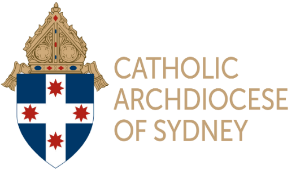 CATHOLIC
ARCHDIOCESE
OF SYDNEY